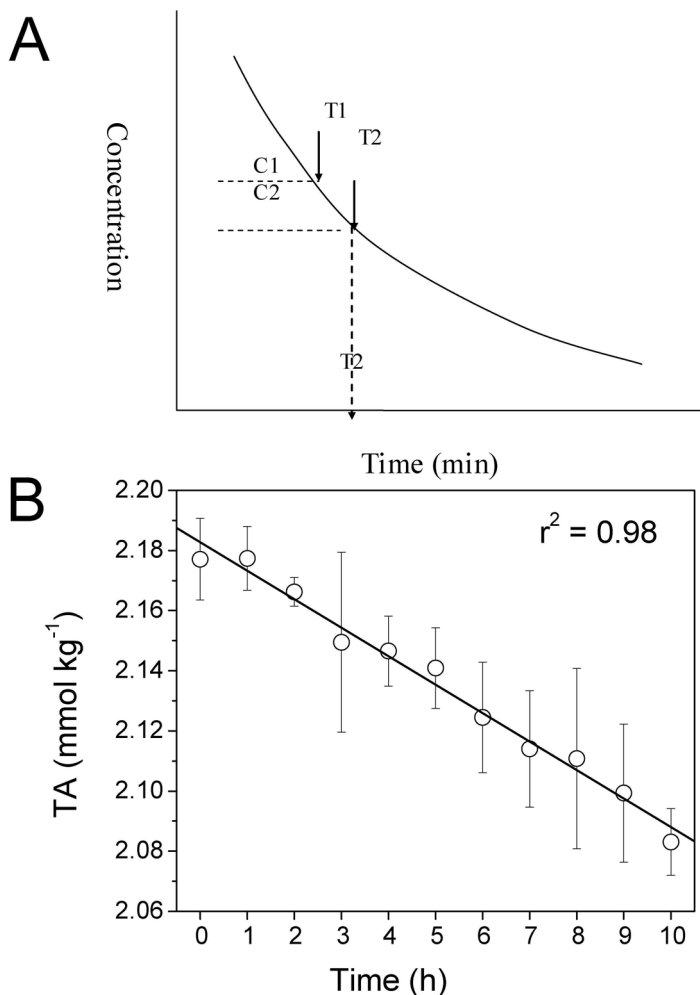 A
Concentration
T1
T2
C1
C2
T2
Time (min)
B
r² = 0.98
TA (mmol kg⁻¹)
2.20
2.18
2.16
2.14
2.12
2.10
2.08
2.06
0 1 2 3 4 5 6 7 8 9 10
Time (h)